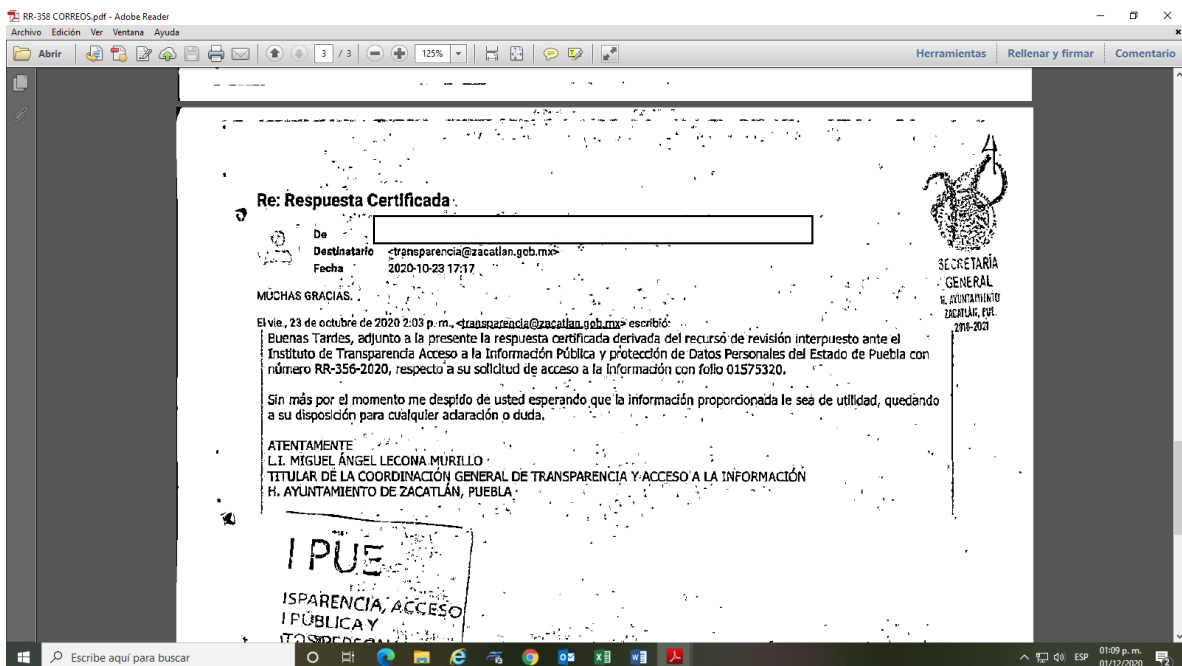 RR-358 CORREOS.pdf - Adobe Reader
Archivo Edición Ver Ventana Ayuda
Abrir 3 / 3 125% Herramientas Rellenar y firmar Comentario
Re: Respuesta Certificada
De
Destinatario <transparencia@zacatlan.gob.mx>
Fecha 2020-10-23 17:17
SECRETARÍA
GENERAL
H. AYUNTAMIENTO
ZACATLÁN, PUE.
2018-2021
MUCHAS GRACIAS.
El vie., 23 de octubre de 2020 2:03 p. m., <transparencia@zacatlan.gob.mx> escribió:
Buenas Tardes, adjunto a la presente la respuesta certificada derivada del recurso de revisión interpuesto ante el
Instituto de Transparencia Acceso a la Información Pública y protección de Datos Personales del Estado de Puebla con
número RR-356-2020, respecto a su solicitud de acceso a la información con folio 01575320.
Sin más por el momento me despido de usted esperando que la información proporcionada le sea de utilidad, quedando
a su disposición para cualquier aclaración o duda.
ATENTAMENTE
L.I. MIGUEL ÁNGEL LECONA MURILLO
TITULAR DE LA COORDINACIÓN GENERAL DE TRANSPARENCIA Y ACCESO A LA INFORMACIÓN
H. AYUNTAMIENTO DE ZACATLÁN, PUEBLA
I PUE
ISPARENCIA, ACCESO
I PÚBLICA Y
Escribe aquí para buscar
ESP
01:09 p. m.
01/12/2020